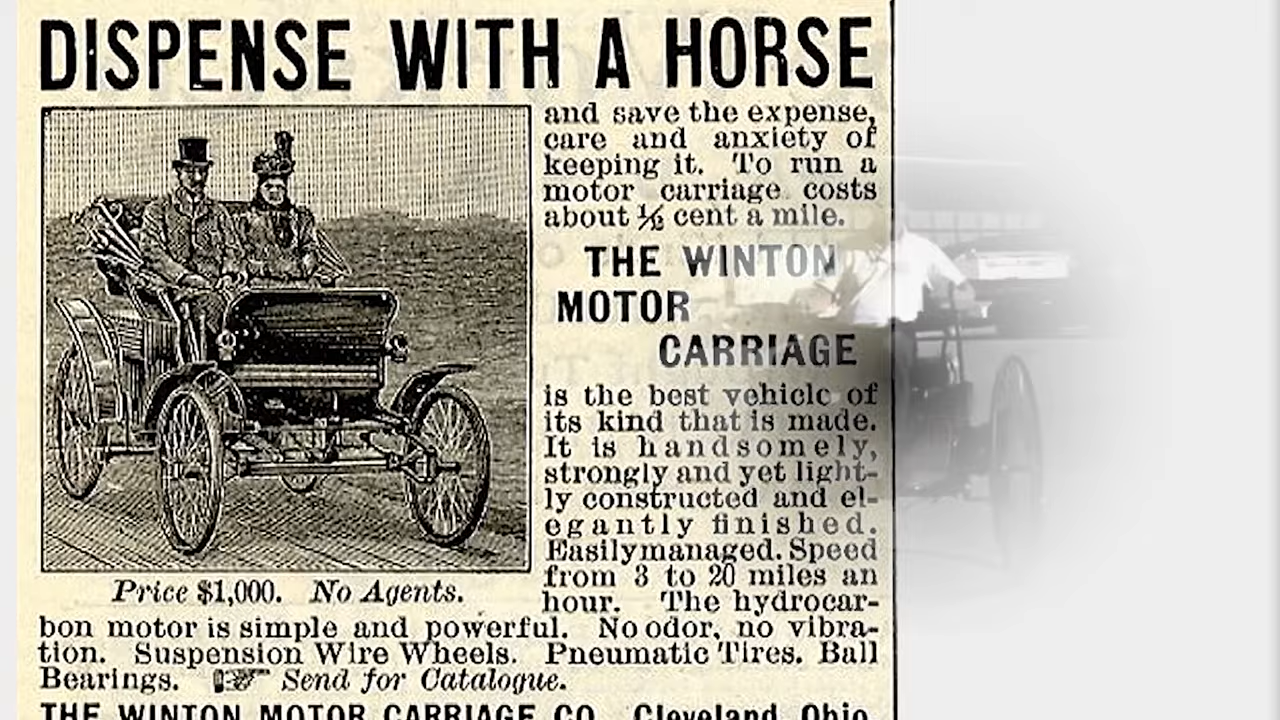 DISPENSE WITH A HORSE
and save the expense,
care and anxiety of
keeping it. To run a
motor carriage costs
about ½ cent a mile.
THE WINTON
MOTOR
CARRIAGE
is the best vehicle of
its kind that is made.
It is handsomely,
strongly and yet light-
ly constructed and el-
egantly finished.
Easily managed. Speed
from 3 to 20 miles an
hour. The hydrocar-
Price $1,000. No Agents.
bon motor is simple and powerful. No odor, no vibra-
tion. Suspension Wire Wheels. Pneumatic Tires. Ball
Bearings. ☞ Send for Catalogue.
THE WINTON MOTOR CARRIAGE CO., Cleveland, Ohio.